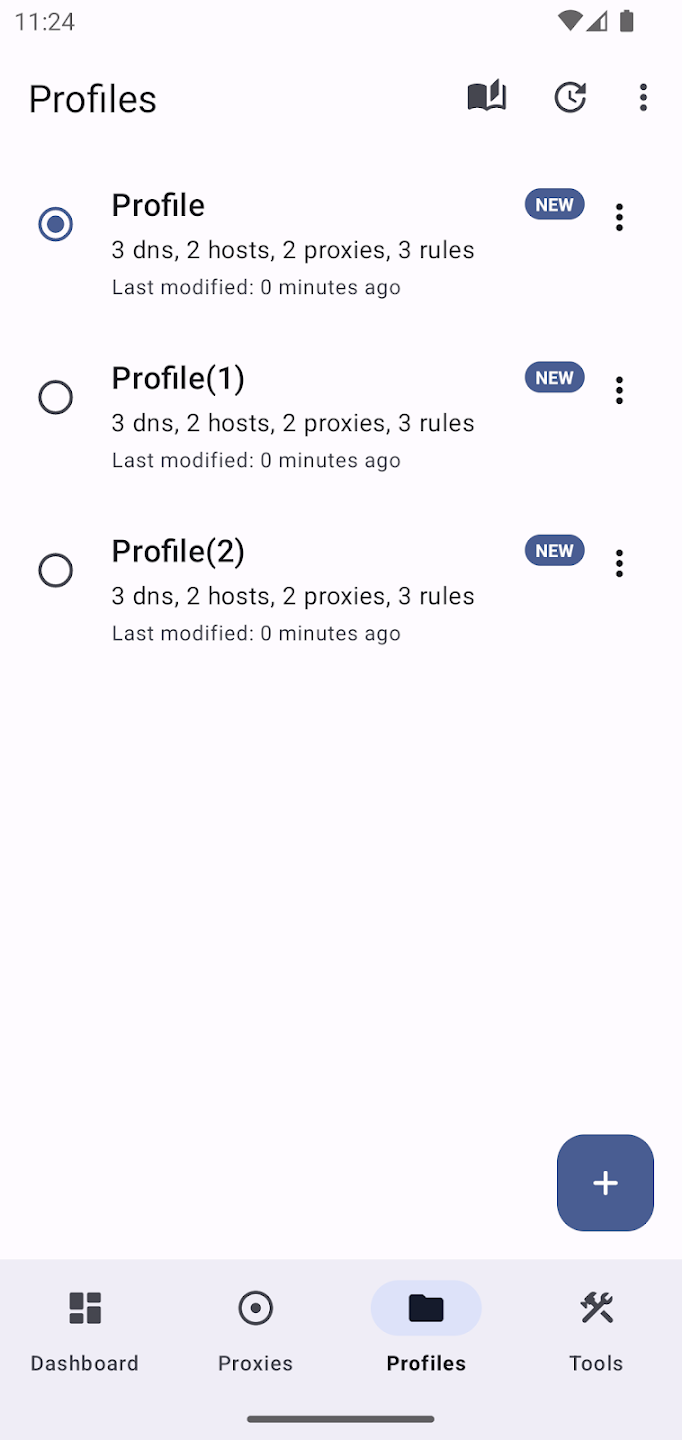 11:24
Profiles
Profile
NEW
3 dns, 2 hosts, 2 proxies, 3 rules
Last modified: 0 minutes ago
Profile(1)
NEW
3 dns, 2 hosts, 2 proxies, 3 rules
Last modified: 0 minutes ago
Profile(2)
NEW
3 dns, 2 hosts, 2 proxies, 3 rules
Last modified: 0 minutes ago
Dashboard
Proxies
Profiles
Tools